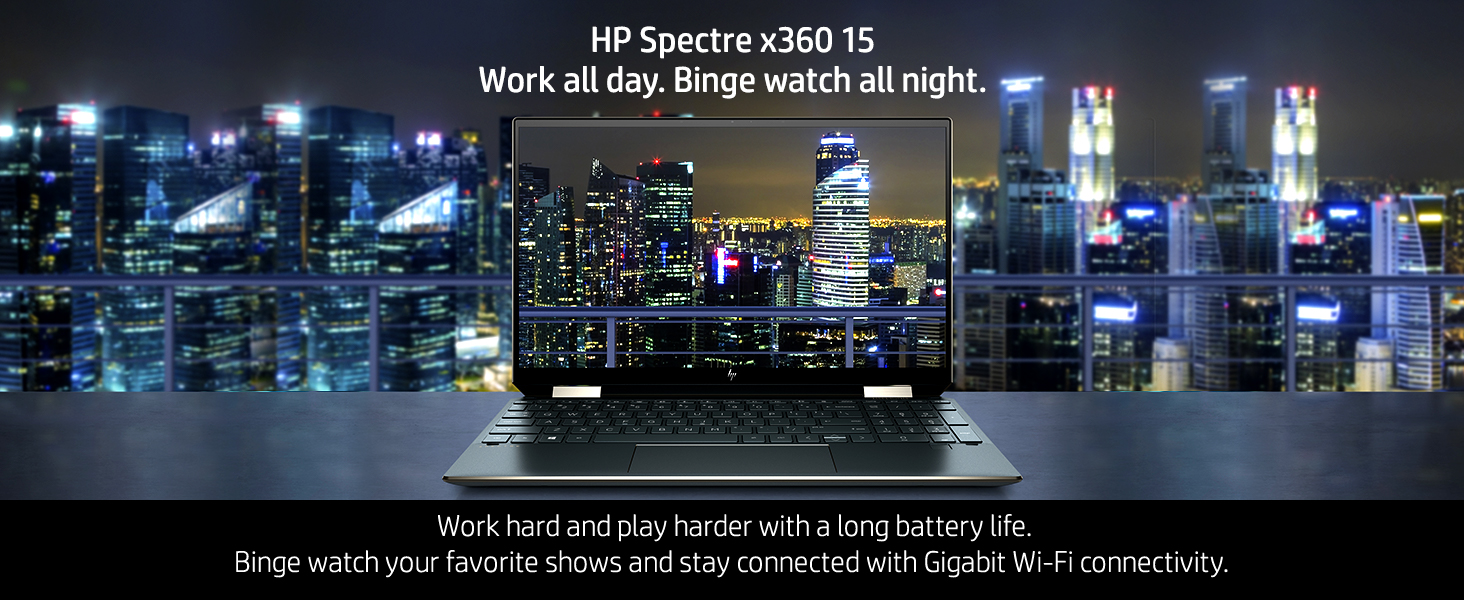 HP Spectre x360 15
Work all day. Binge watch all night.
hp
Work hard and play harder with a long battery life.
Binge watch your favorite shows and stay connected with Gigabit Wi-Fi connectivity.